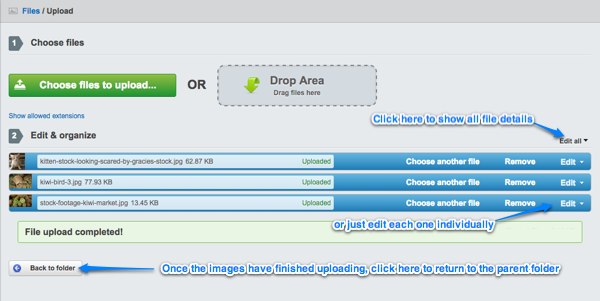 Files / Upload
1 Choose files
Choose files to upload...
OR
Drop Area
Drag files here
Show allowed extensions
Click here to show all file details
2 Edit & organize
Edit all
kitten-stock-looking-scared-by-gracies-stock.jpg 62.87 KB Uploaded Choose another file Remove Edit
kiwi-bird-3.jpg 77.93 KB Uploaded Choose another file Remove Edit
stock-footage-kiwi-market.jpg 13.45 KB Uploaded Choose another file Remove Edit
or just edit each one individually
File upload completed!
Back to folder
Once the images have finished uploading, click here to return to the parent folder